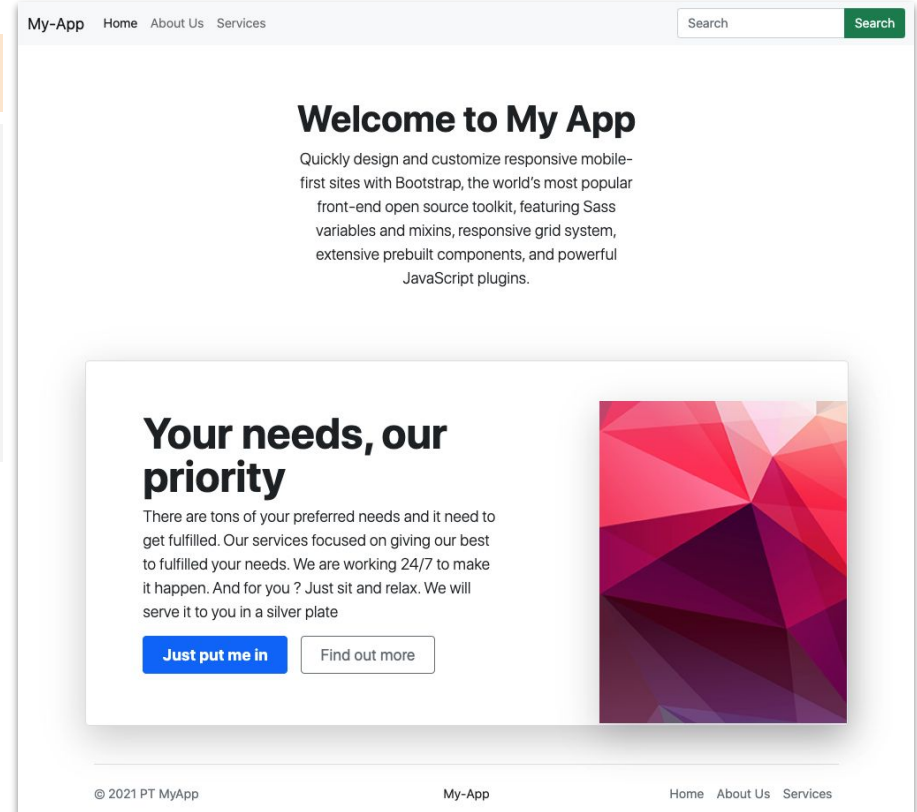 My-App Home About Us Services Search Search
Welcome to My App
Quickly design and customize responsive mobile-
first sites with Bootstrap, the world's most popular
front-end open source toolkit, featuring Sass
variables and mixins, responsive grid system,
extensive prebuilt components, and powerful
JavaScript plugins.
Your needs, our
priority
There are tons of your preferred needs and it need to
get fulfilled. Our services focused on giving our best
to fulfilled your needs. We are working 24/7 to make
it happen. And for you ? Just sit and relax. We will
serve it to you in a silver plate
Just put me in Find out more
© 2021 PT MyApp My-App Home About Us Services